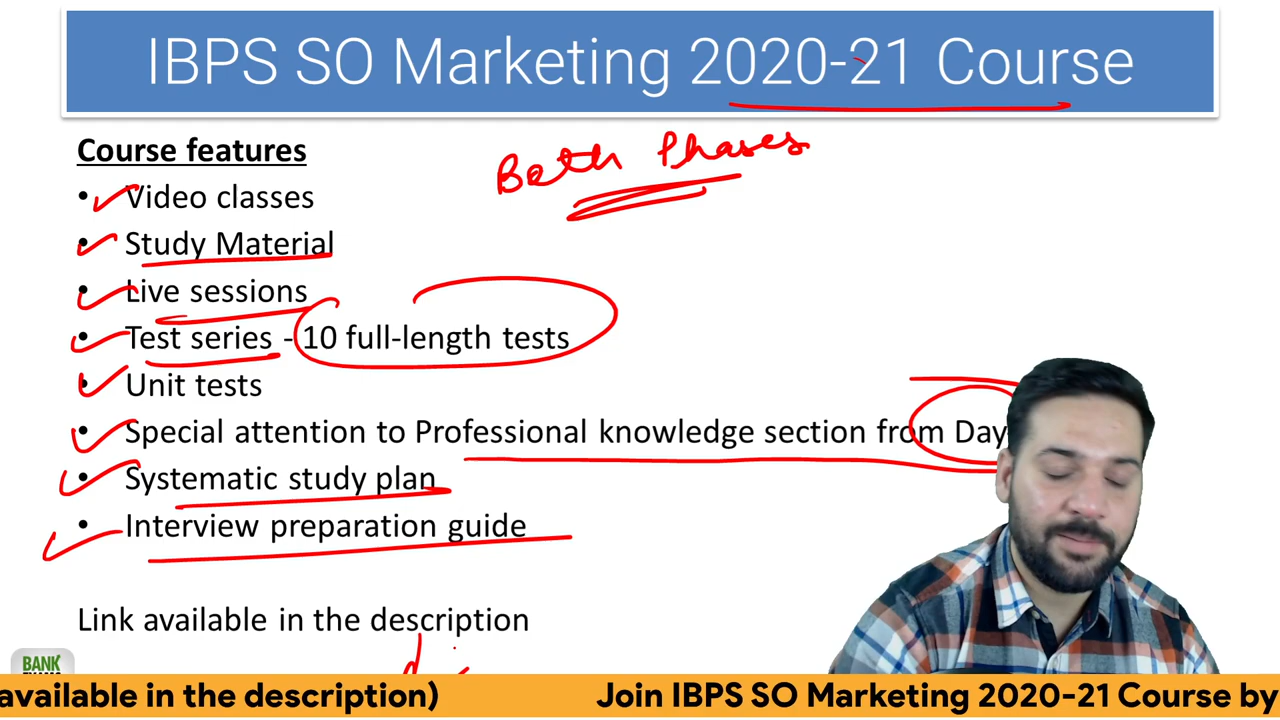 IBPS SO Marketing 2020-21 Course
Course features
Both Phases
• Video classes
• Study Material
• Live sessions
• Test series - 10 full-length tests
• Unit tests
• Special attention to Professional knowledge section from Day
• Systematic study plan
• Interview preparation guide
Link available in the description
BANK
available in the description) Join IBPS SO Marketing 2020-21 Course by